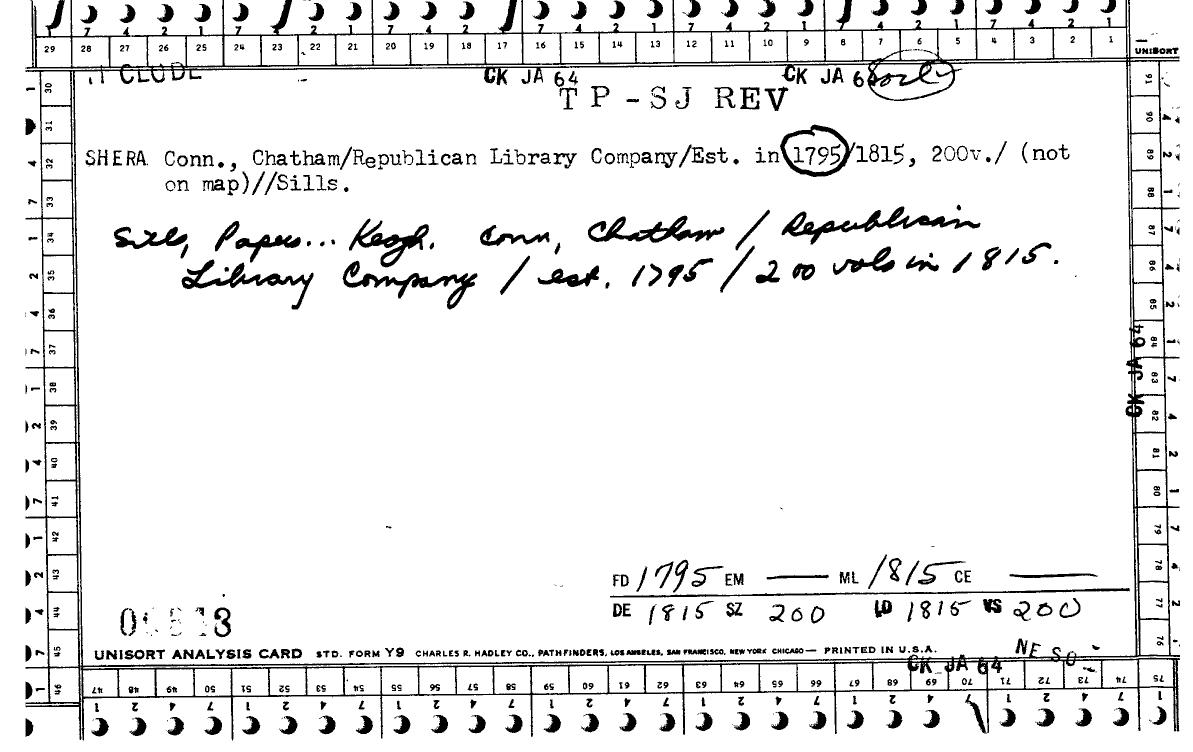 7 4 2 1 7 4 2 1 7 4 2 1 7 4 2 1 7 4 2 1 7 4 2 1 7 4 2 1
29 28 27 26 25 24 23 22 21 20 19 18 17 16 15 14 13 12 11 10 9 8 7 6 5 4 3 2 1 UNISORT
CK JA 64 CK JA 6
TP-SJ REV
SHERA Conn., Chatham/Republican Library Company/Est. in 1795/1815, 200v./ (not
on map)//Sills.
Sills, Papers... Keogh. Conn, Chatham / Republican
Library Company / est. 1795 / 200 vols in 1815.
30 31 32 33 34 35 36 37 38 39 40 41 42 43 44 45 46
91 90 89 88 87 86 85 84 83 82 81 80 79 78 77 76
CK JA 64
FD 1795 EM — ML 1815 CE —
DE 1815 SZ 200 LD 1815 VS 200
UNISORT ANALYSIS CARD STD. FORM Y9 CHARLES R. HADLEY CO., PATHFINDERS, LOS ANGELES, SAN FRANCISCO, NEW YORK CHICAGO — PRINTED IN U.S.A.
NE SO
CK JA 64
47 48 49 50 51 52 53 54 55 56 57 58 59 60 61 62 63 64 65 66 67 68 69 70 71 72 73 74 75